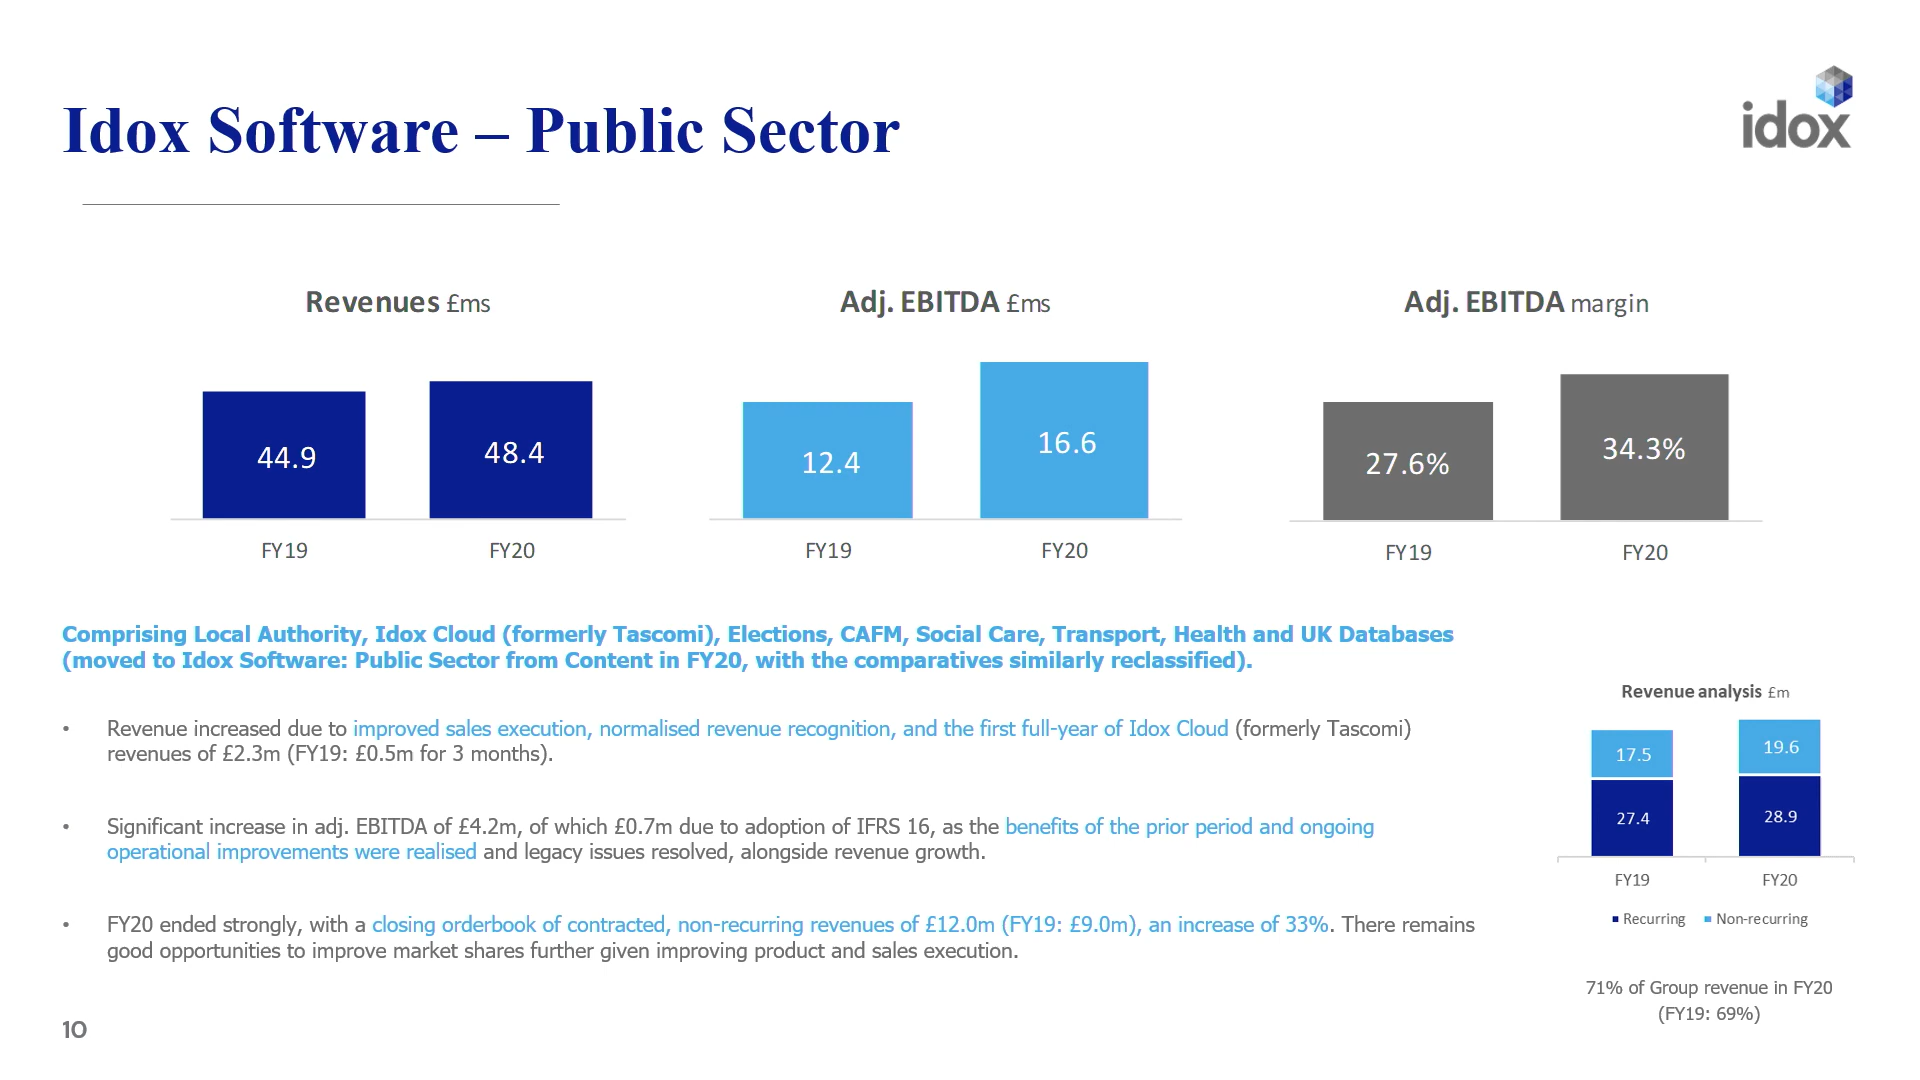 Idox Software – Public Sector
idox
Revenues £ms
44.9
48.4
FY19
FY20
Adj. EBITDA £ms
12.4
16.6
FY19
FY20
Adj. EBITDA margin
27.6%
34.3%
FY19
FY20
Comprising Local Authority, Idox Cloud (formerly Tascomi), Elections, CAFM, Social Care, Transport, Health and UK Databases
(moved to Idox Software: Public Sector from Content in FY20, with the comparatives similarly reclassified).
• Revenue increased due to improved sales execution, normalised revenue recognition, and the first full-year of Idox Cloud (formerly Tascomi)
revenues of £2.3m (FY19: £0.5m for 3 months).
• Significant increase in adj. EBITDA of £4.2m, of which £0.7m due to adoption of IFRS 16, as the benefits of the prior period and ongoing
operational improvements were realised and legacy issues resolved, alongside revenue growth.
• FY20 ended strongly, with a closing orderbook of contracted, non-recurring revenues of £12.0m (FY19: £9.0m), an increase of 33%. There remains
good opportunities to improve market shares further given improving product and sales execution.
Revenue analysis £m
17.5
19.6
27.4
28.9
FY19
FY20
Recurring
Non-recurring
71% of Group revenue in FY20
(FY19: 69%)
10